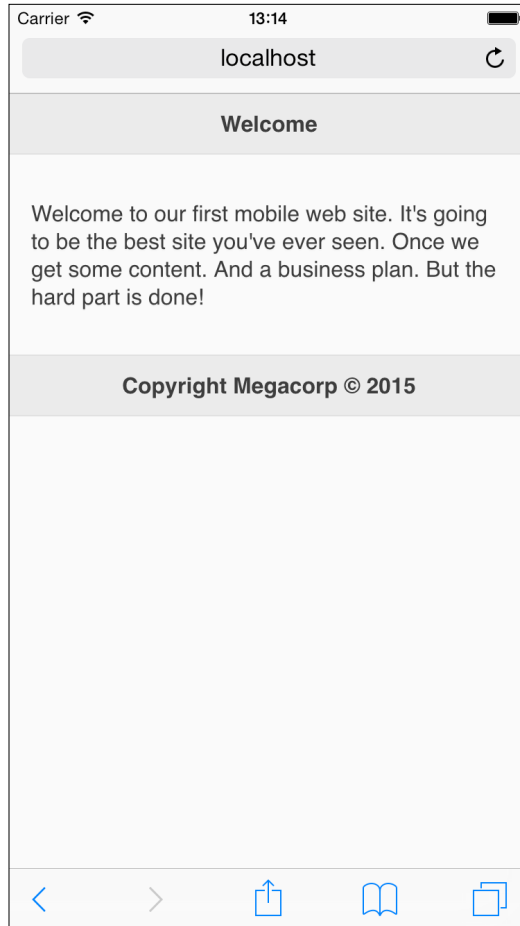 Carrier
13:14
localhost
Welcome
Welcome to our first mobile web site. It's going
to be the best site you've ever seen. Once we
get some content. And a business plan. But the
hard part is done!
Copyright Megacorp © 2015